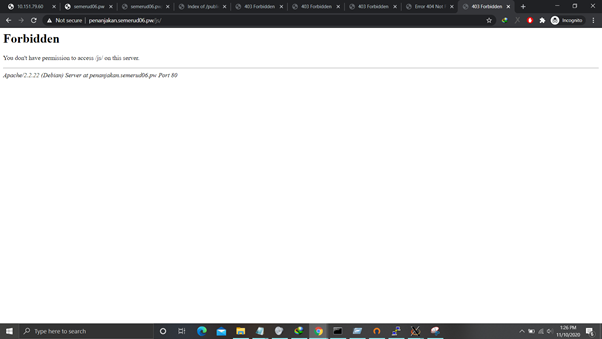 10.151.79.60
semerud06.pw
semerud06.pw
Index of /publi
403 Forbidden
403 Forbidden
403 Forbidden
Error 404 Not
403 Forbidden
Not secure | penanjakan.semerud06.pw/js/
Incognito
Forbidden
You don't have permission to access /js/ on this server.
Apache/2.2.22 (Debian) Server at penanjakan.semerud06.pw Port 80
Type here to search
1:26 PM
11/10/2020